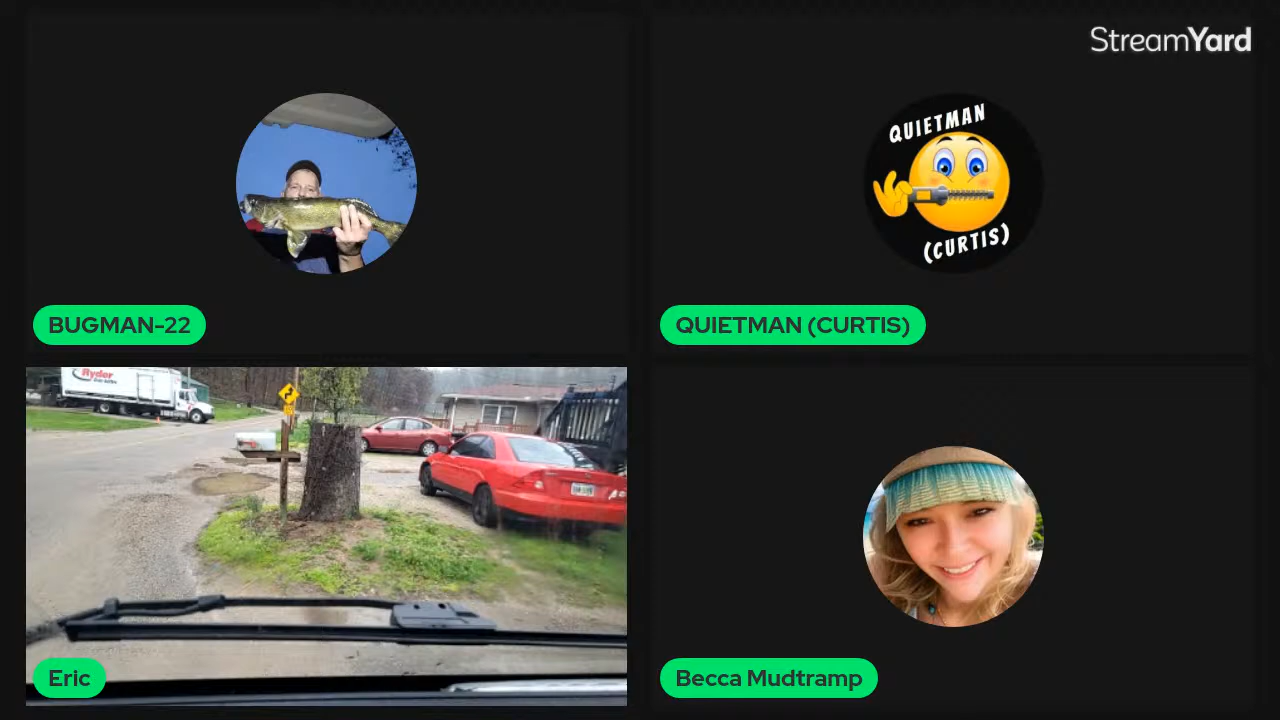 StreamYard
QUIETMAN
(CURTIS)
BUGMAN-22
QUIETMAN (CURTIS)
Ryder
Eric
Becca Mudtramp